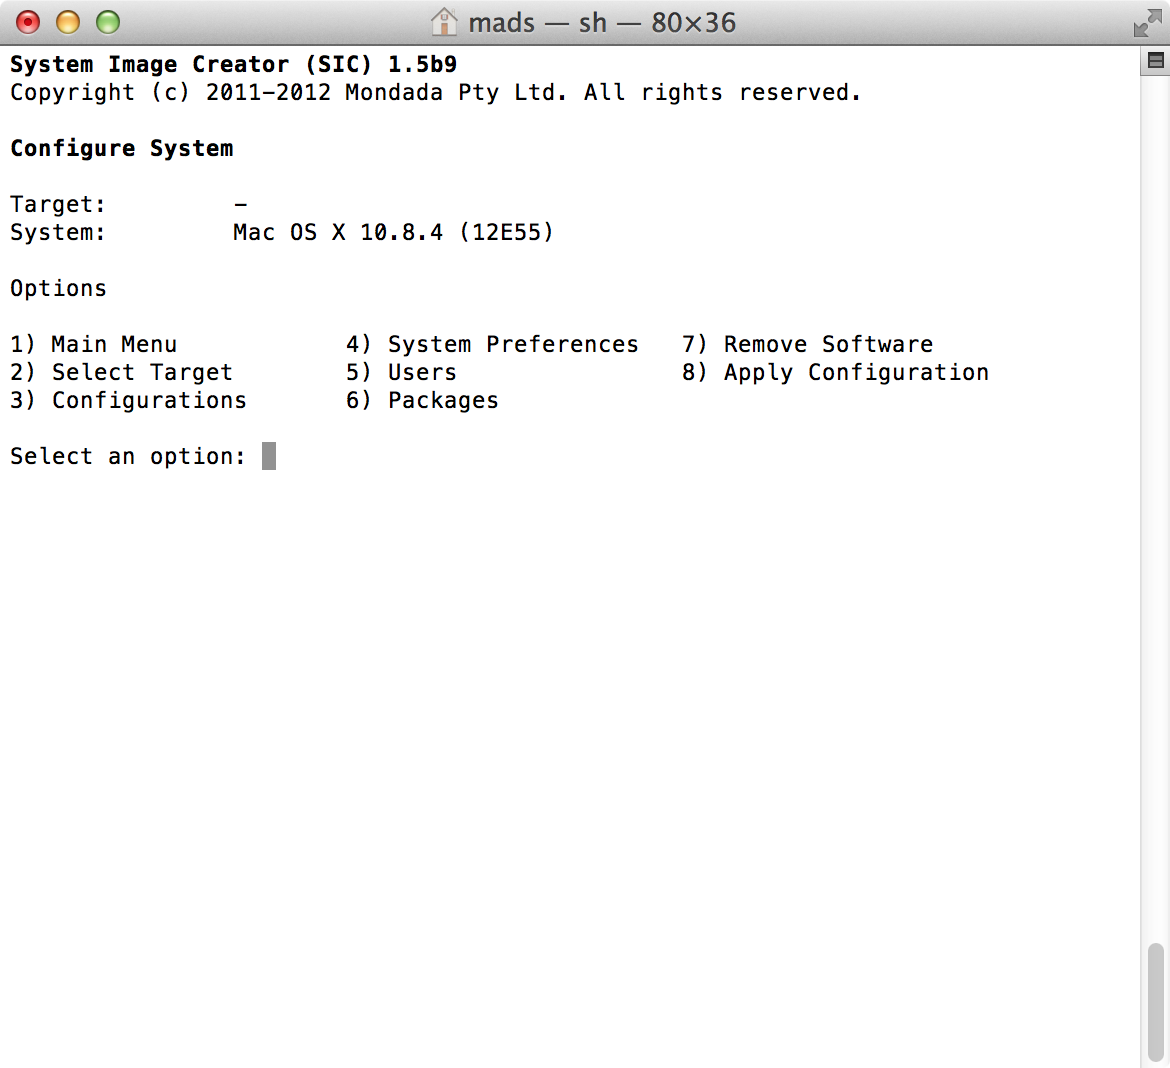 mads — sh — 80×36
System Image Creator (SIC) 1.5b9
Copyright (c) 2011-2012 Mondada Pty Ltd. All rights reserved.
Configure System
Target: -
System: Mac OS X 10.8.4 (12E55)
Options
1) Main Menu 4) System Preferences 7) Remove Software
2) Select Target 5) Users 8) Apply Configuration
3) Configurations 6) Packages
Select an option: